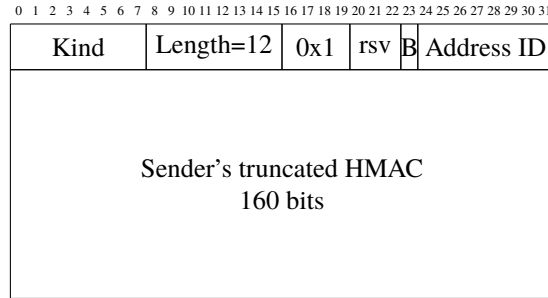 0 1 2 3 4 5 6 7 8 9 10 11 12 13 14 15 16 17 18 19 20 21 22 23 24 25 26 27 28 29 30 31
Kind Length=12 0x1 rsv B Address ID
Sender's truncated HMAC
160 bits